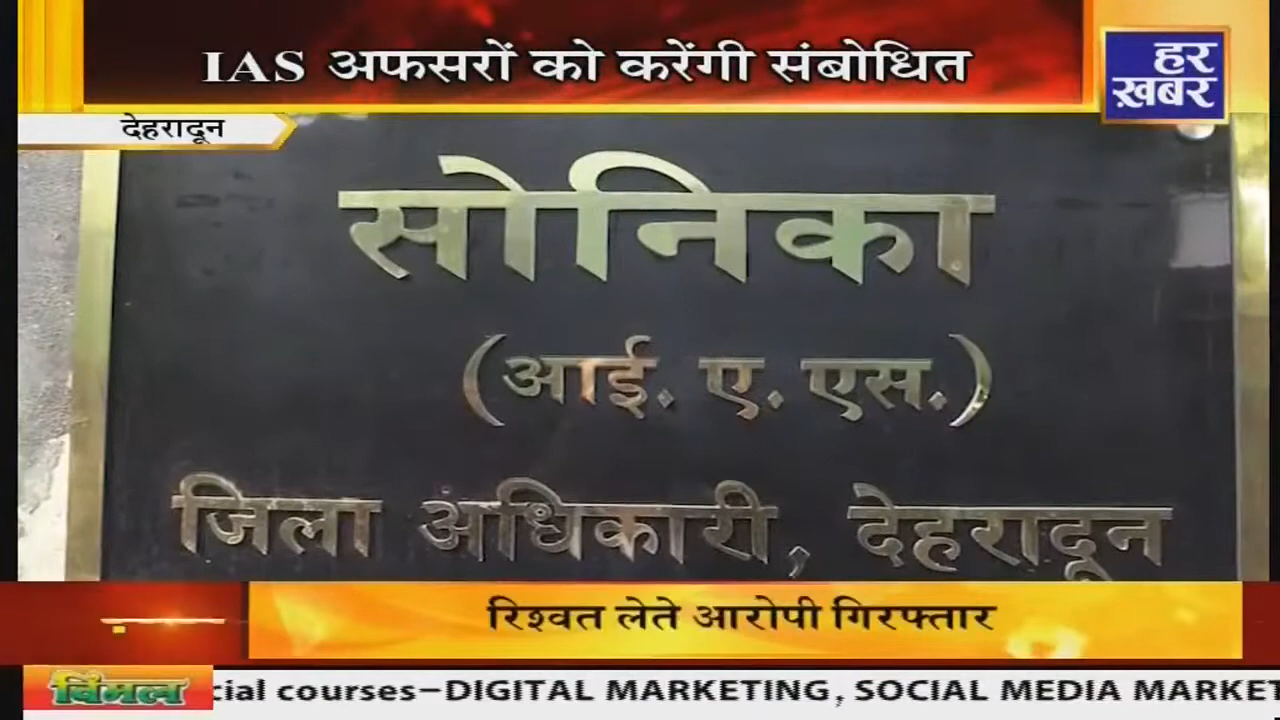 IAS अफसरों को करेंगी संबोधित
हर
ख़बर
देहरादून
सोनिका
(आई. ए. एस.)
जिला अधिकारी, देहरादून
रिश्वत लेते आरोपी गिरफ्तार
विमल
cial courses–DIGITAL MARKETNG, SOCIAL MEDIA MARKET